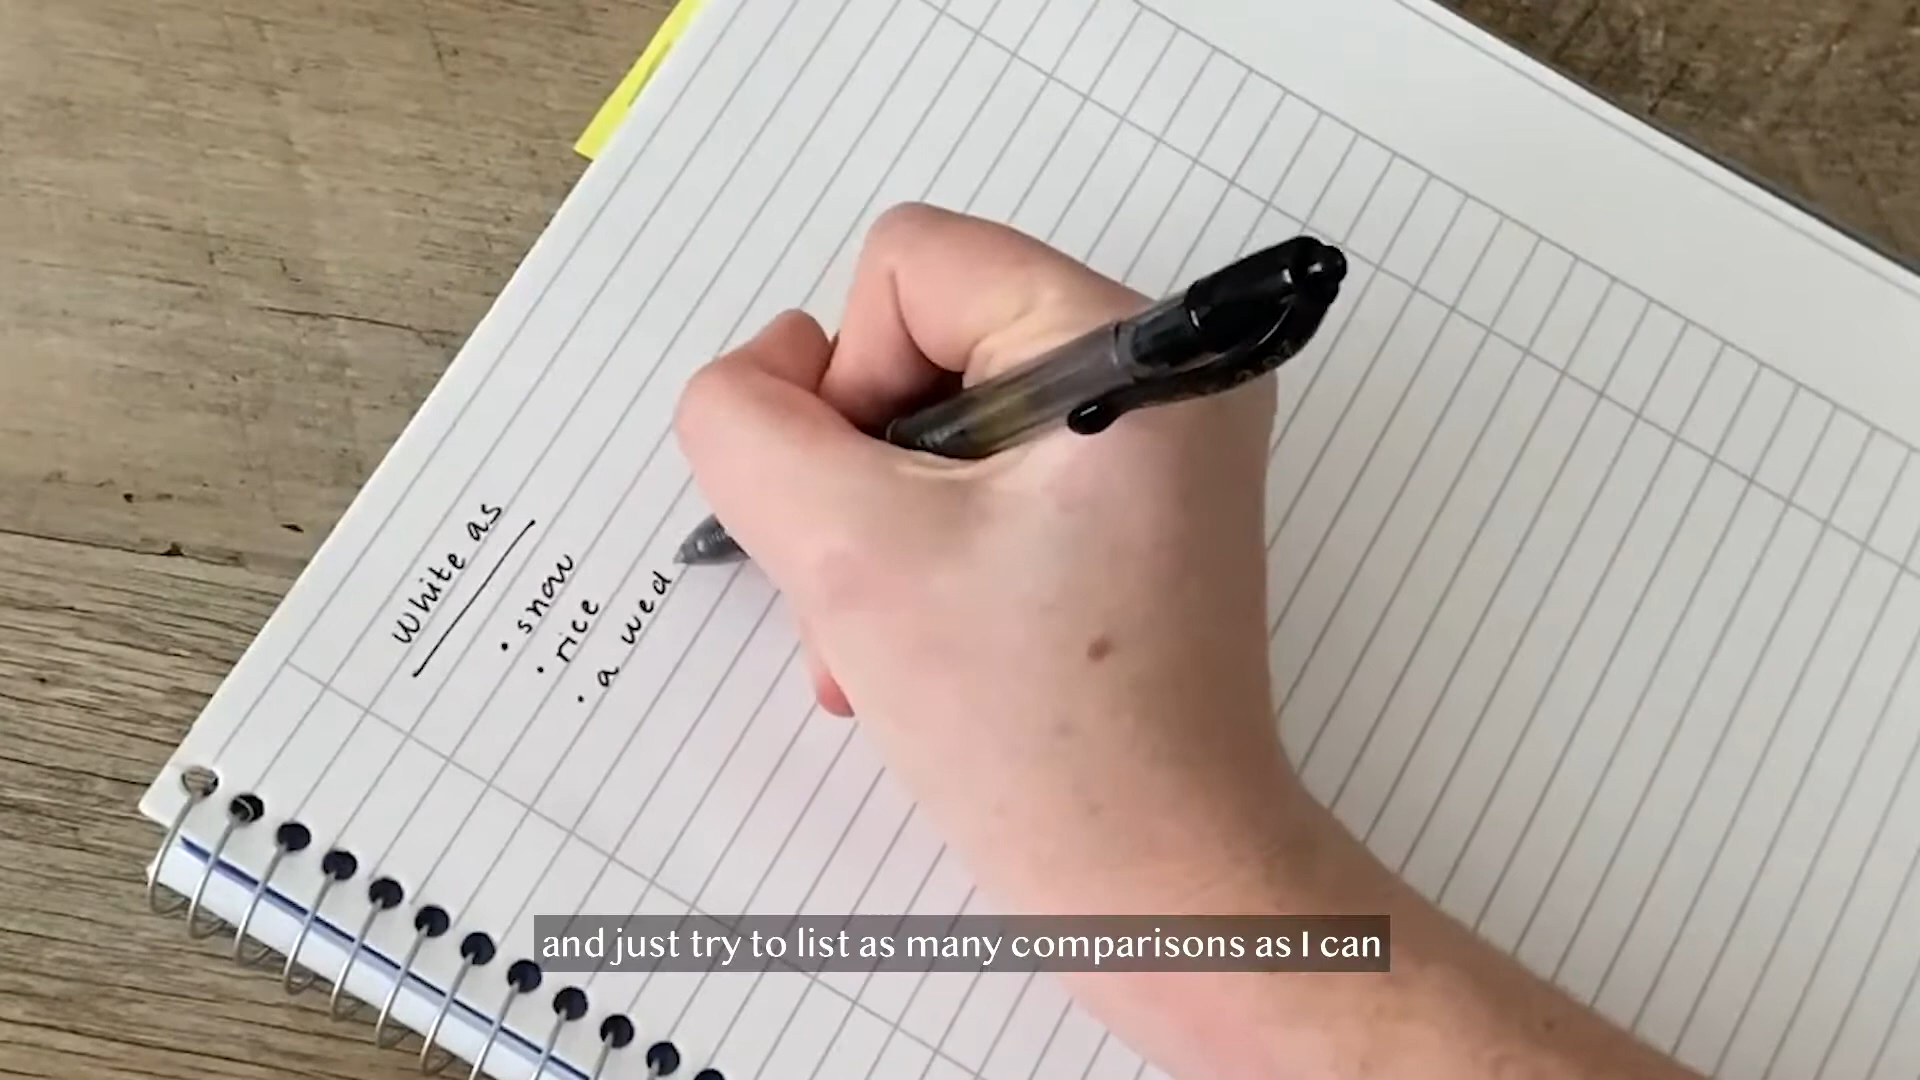 White as
• snow
• rice
• a wed
and just try to list as many comparisons as I can